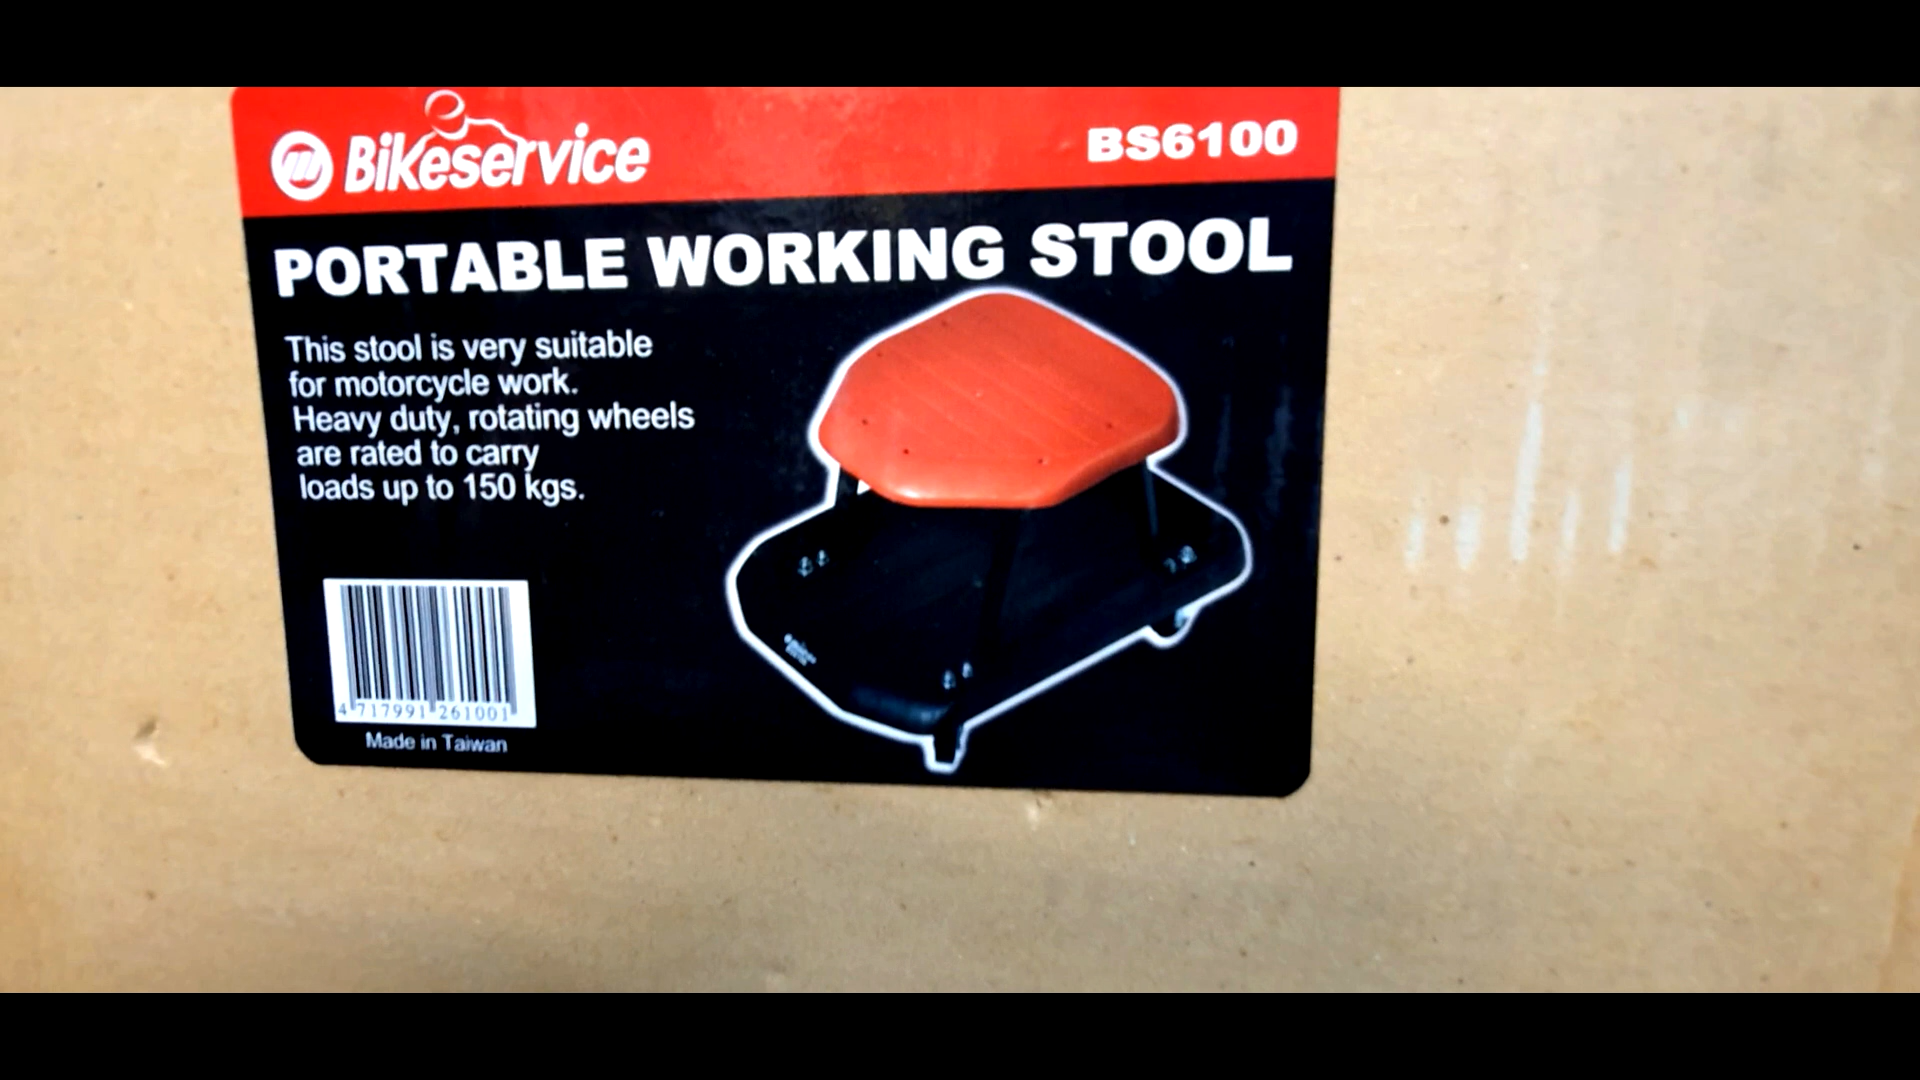 Bikeservice
BS6100
PORTABLE WORKING STOOL
This stool is very suitable
for motorcycle work.
Heavy duty, rotating wheels
are rated to carry
loads up to 150 kgs.
4 717991 261001
Made in Taiwan